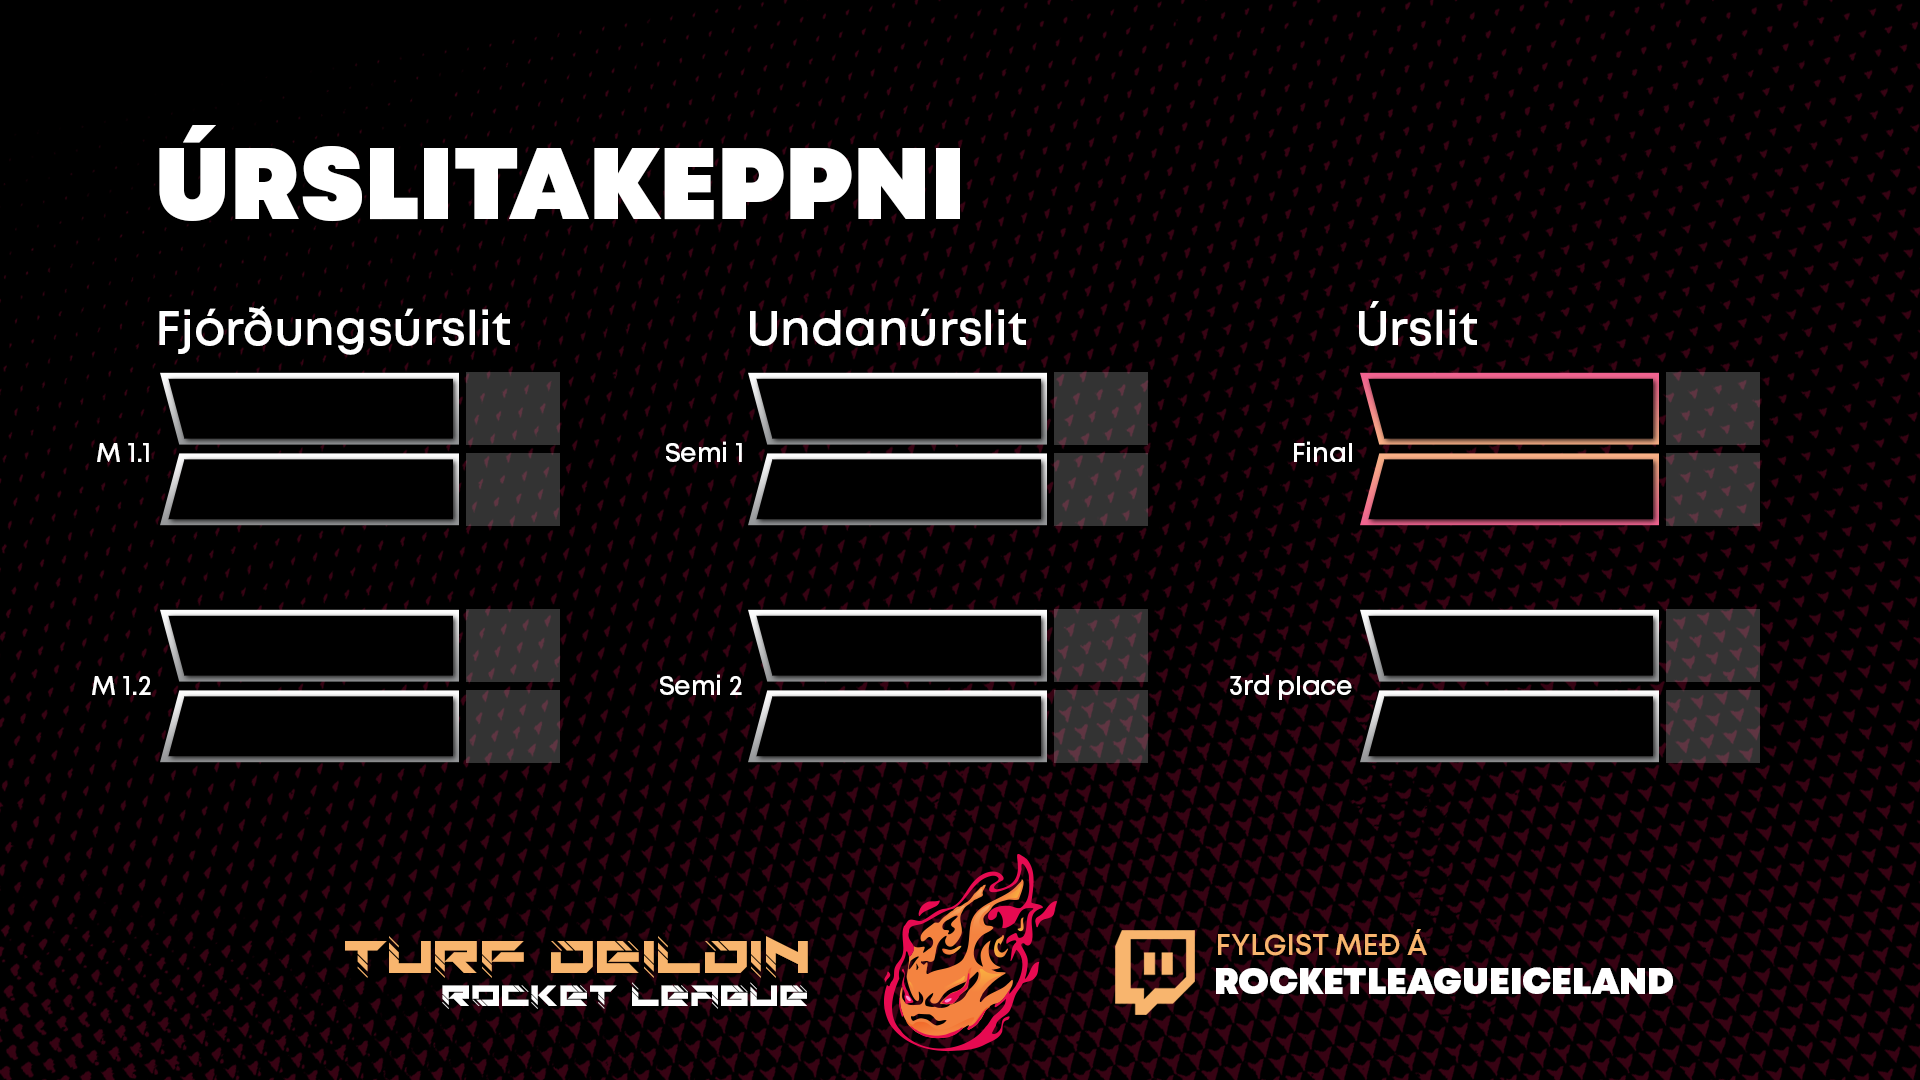 ÚRSLITAKEPPNI
Fjórðungsúrslit
M 1.1
M 1.2
Undanúrslit
Semi 1
Semi 2
Úrslit
Final
3rd place
TURF DEILDIN
ROCKET LEAGUE
FYLGIST MEÐ Á
ROCKETLEAGUEICELAND